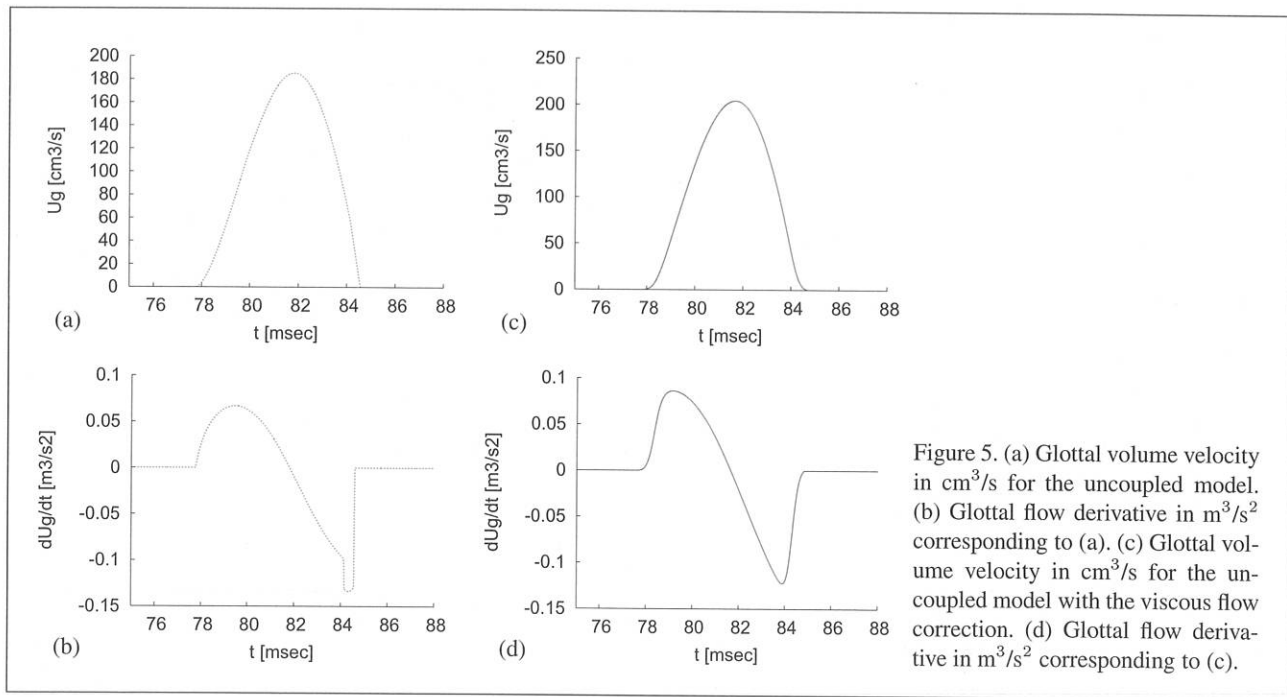 200
180
160
140
120
100
80
60
40
20
0
Ug [cm3/s]
76 78 80 82 84 86 88
t [msec]
(a)
250
200
150
100
50
0
Ug [cm3/s]
76 78 80 82 84 86 88
t [msec]
(c)
0.1
0.05
0
-0.05
-0.1
-0.15
dUg/dt [m3/s2]
76 78 80 82 84 86 88
t [msec]
(b)
0.1
0.05
0
-0.05
-0.1
-0.15
dUg/dt [m3/s2]
76 78 80 82 84 86 88
t [msec]
(d)
Figure 5. (a) Glottal volume velocity
in cm³/s for the uncoupled model.
(b) Glottal flow derivative in m³/s²
corresponding to (a). (c) Glottal vol-
ume velocity in cm³/s for the un-
coupled model with the viscous flow
correction. (d) Glottal flow deriva-
tive in m³/s² corresponding to (c).